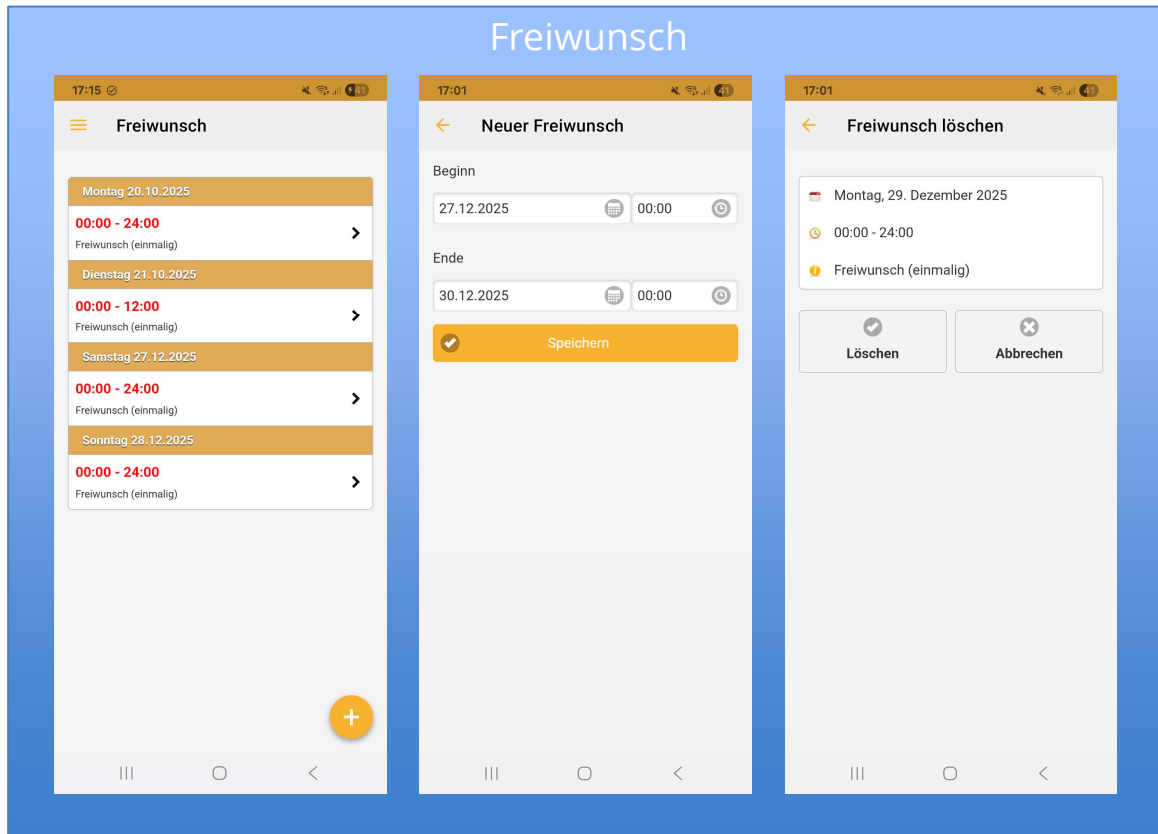 Freiwunsch
17:15
41
Freiwunsch
Montag 20.10.2025
00:00 - 24:00
Freiwunsch (einmalig)
Dienstag 21.10.2025
00:00 - 12:00
Freiwunsch (einmalig)
Samstag 27.12.2025
00:00 - 24:00
Freiwunsch (einmalig)
Sonntag 28.12.2025
00:00 - 24:00
Freiwunsch (einmalig)
17:01
41
Neuer Freiwunsch
Beginn
27.12.2025 00:00
Ende
30.12.2025 00:00
Speichern
17:01
41
Freiwunsch löschen
Montag, 29. Dezember 2025
00:00 - 24:00
Freiwunsch (einmalig)
Löschen Abbrechen